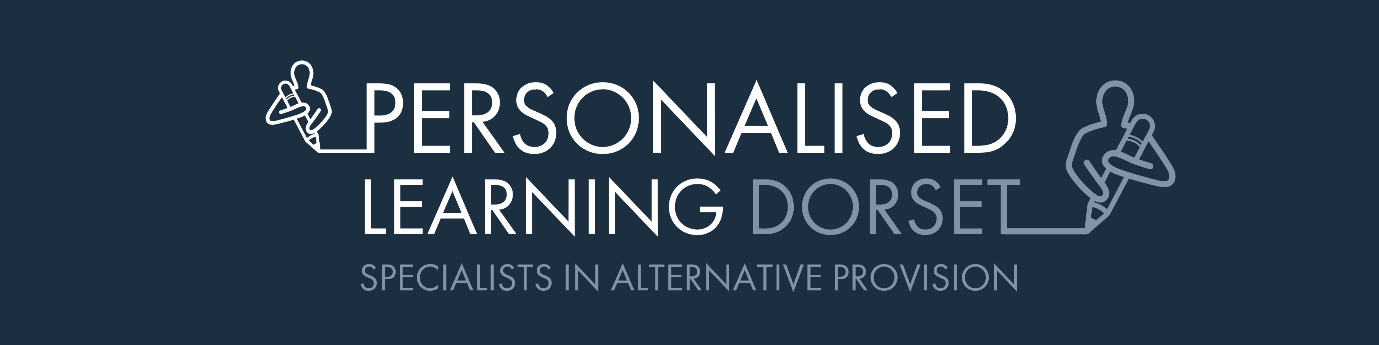 PERSONALISED
LEARNING DORSET
SPECIALISTS IN ALTERNATIVE PROVISION